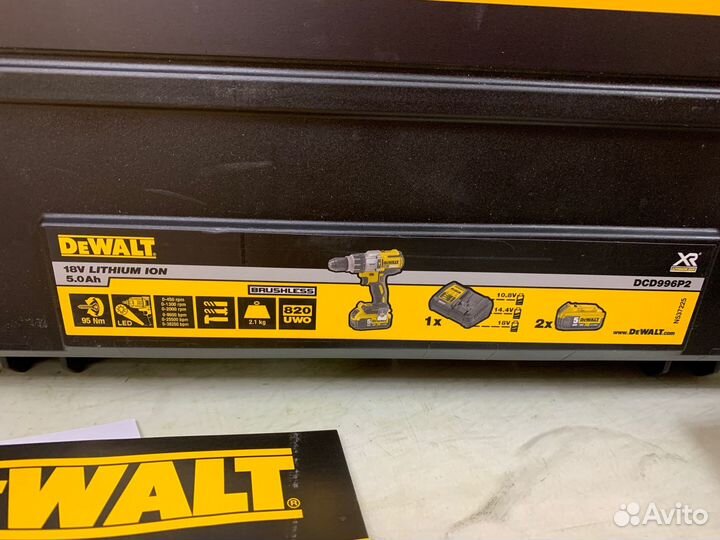 DEWALT
18V LITHIUM ION
5.0Ah
BRUSHLESS
XR
DCD996P2
95 Nm
LED
0-450 rpm
0-1300 rpm
0-2000 rpm
0-8600 bpm
0-25500 bpm
0-38250 bpm
2.1 kg
820
UWO
1x
10.8V
14.4V
18V
2x
www.DEWALT.com
N537225
DEWALT®
Avito